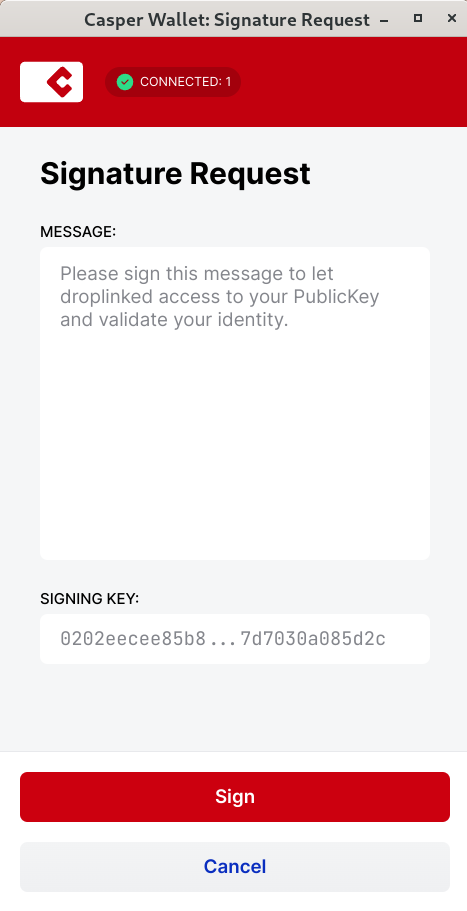 Casper Wallet: Signature Request
CONNECTED: 1
Signature Request
MESSAGE:
Please sign this message to let
droplinked access to your PublicKey
and validate your identity.
SIGNING KEY:
0202eecee85b8...7d7030a085d2c
Sign
Cancel